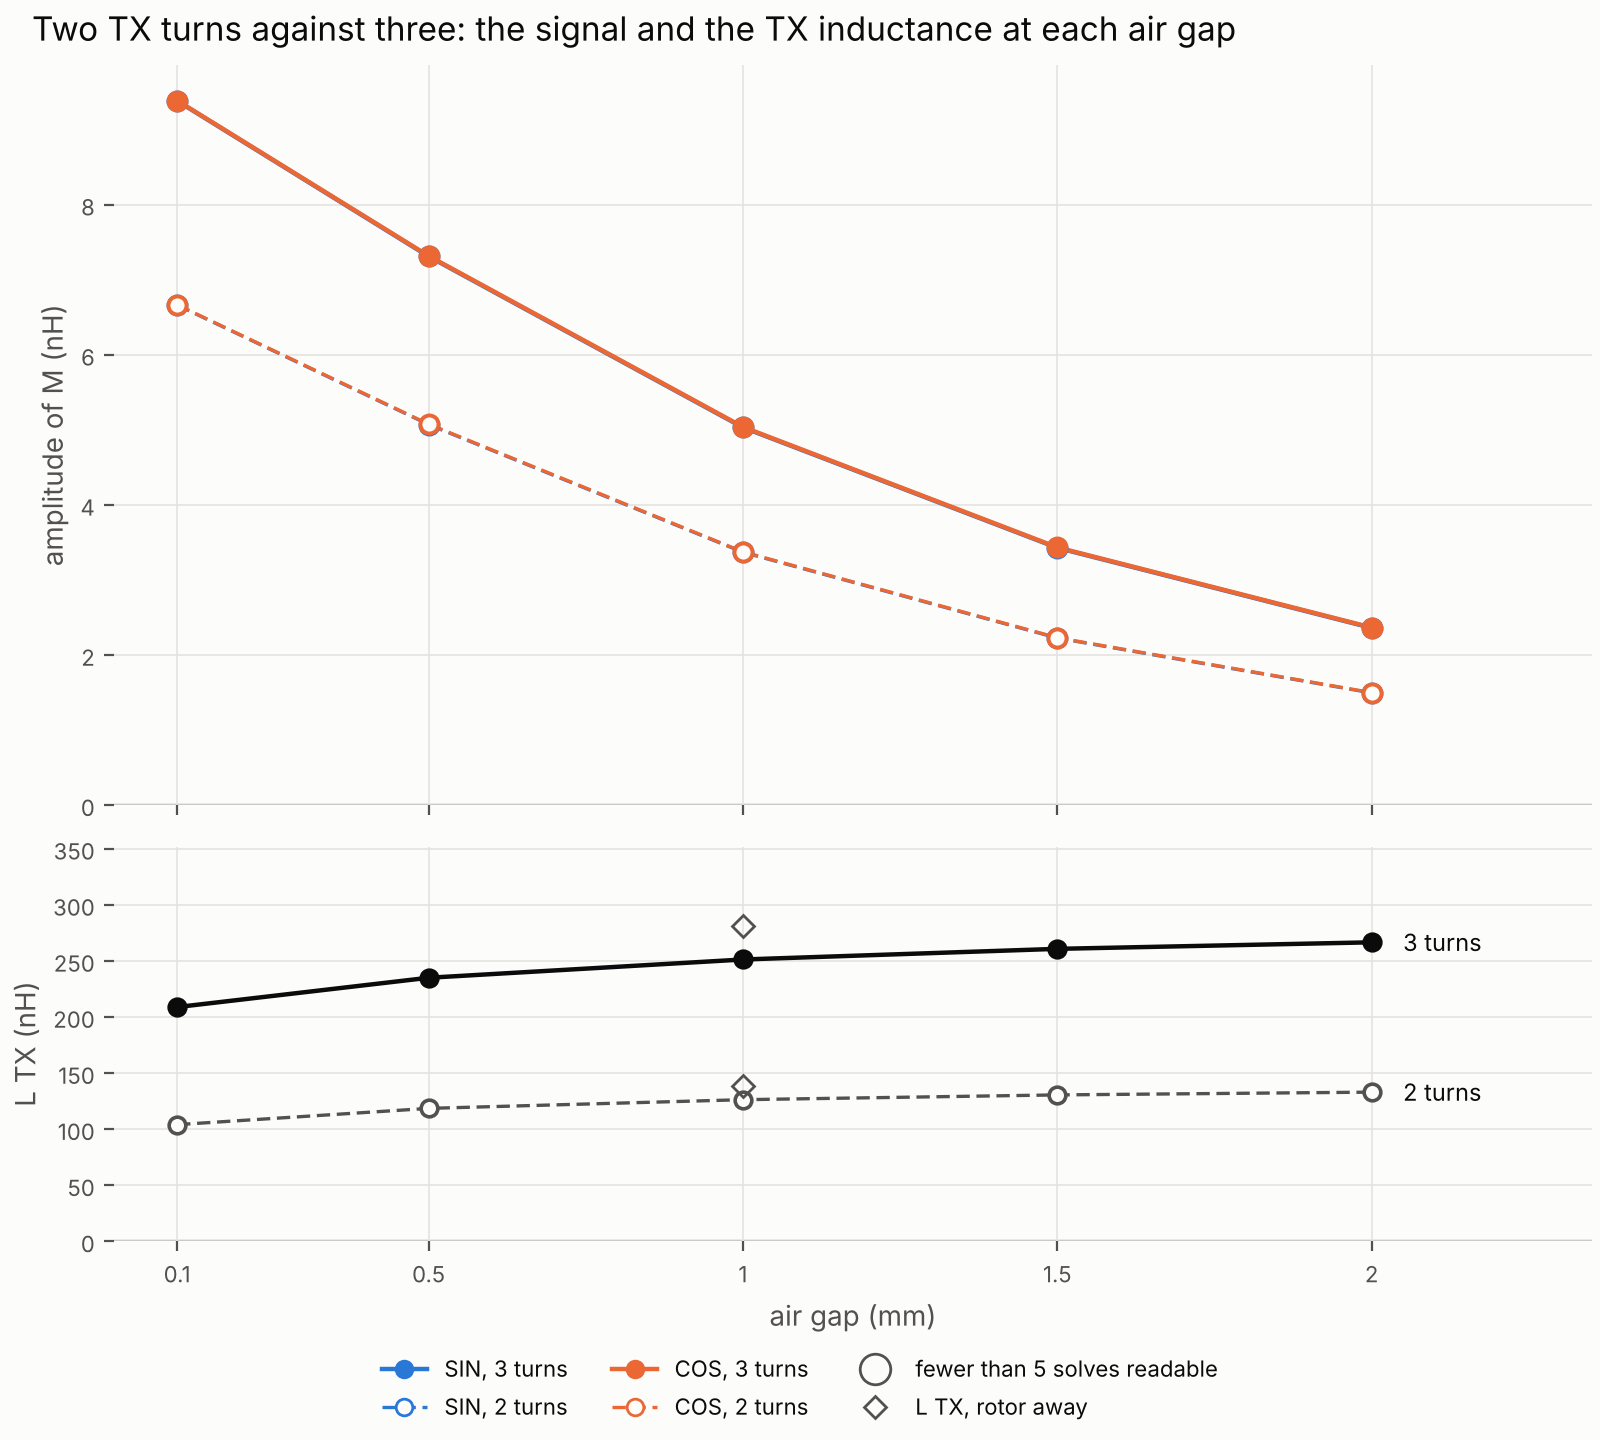 Two TX turns against three: the signal and the TX inductance at each air gap
amplitude of M (nH)
8
6
4
2
0
L TX (nH)
350
300
250
200
150
100
50
0
3 turns
2 turns
0.1 0.5 1 1.5 2
air gap (mm)
SIN, 3 turns COS, 3 turns fewer than 5 solves readable
SIN, 2 turns COS, 2 turns L TX, rotor away